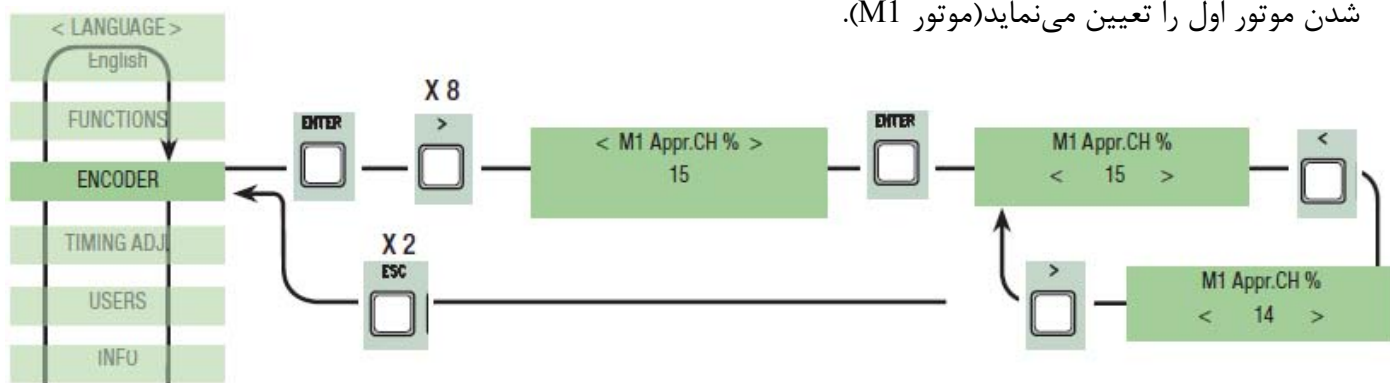 شدن موتور اول را تعیین می‌نماید(موتور M1).
< LANGUAGE >
English
FUNCTIONS
ENCODER
TIMING ADJ.
USERS
INFO
ENTER
X 8
>
< M1 Appr.CH % >
15
ENTER
M1 Appr.CH %
< 15 >
<
X 2
ESC
>
M1 Appr.CH %
< 14 >